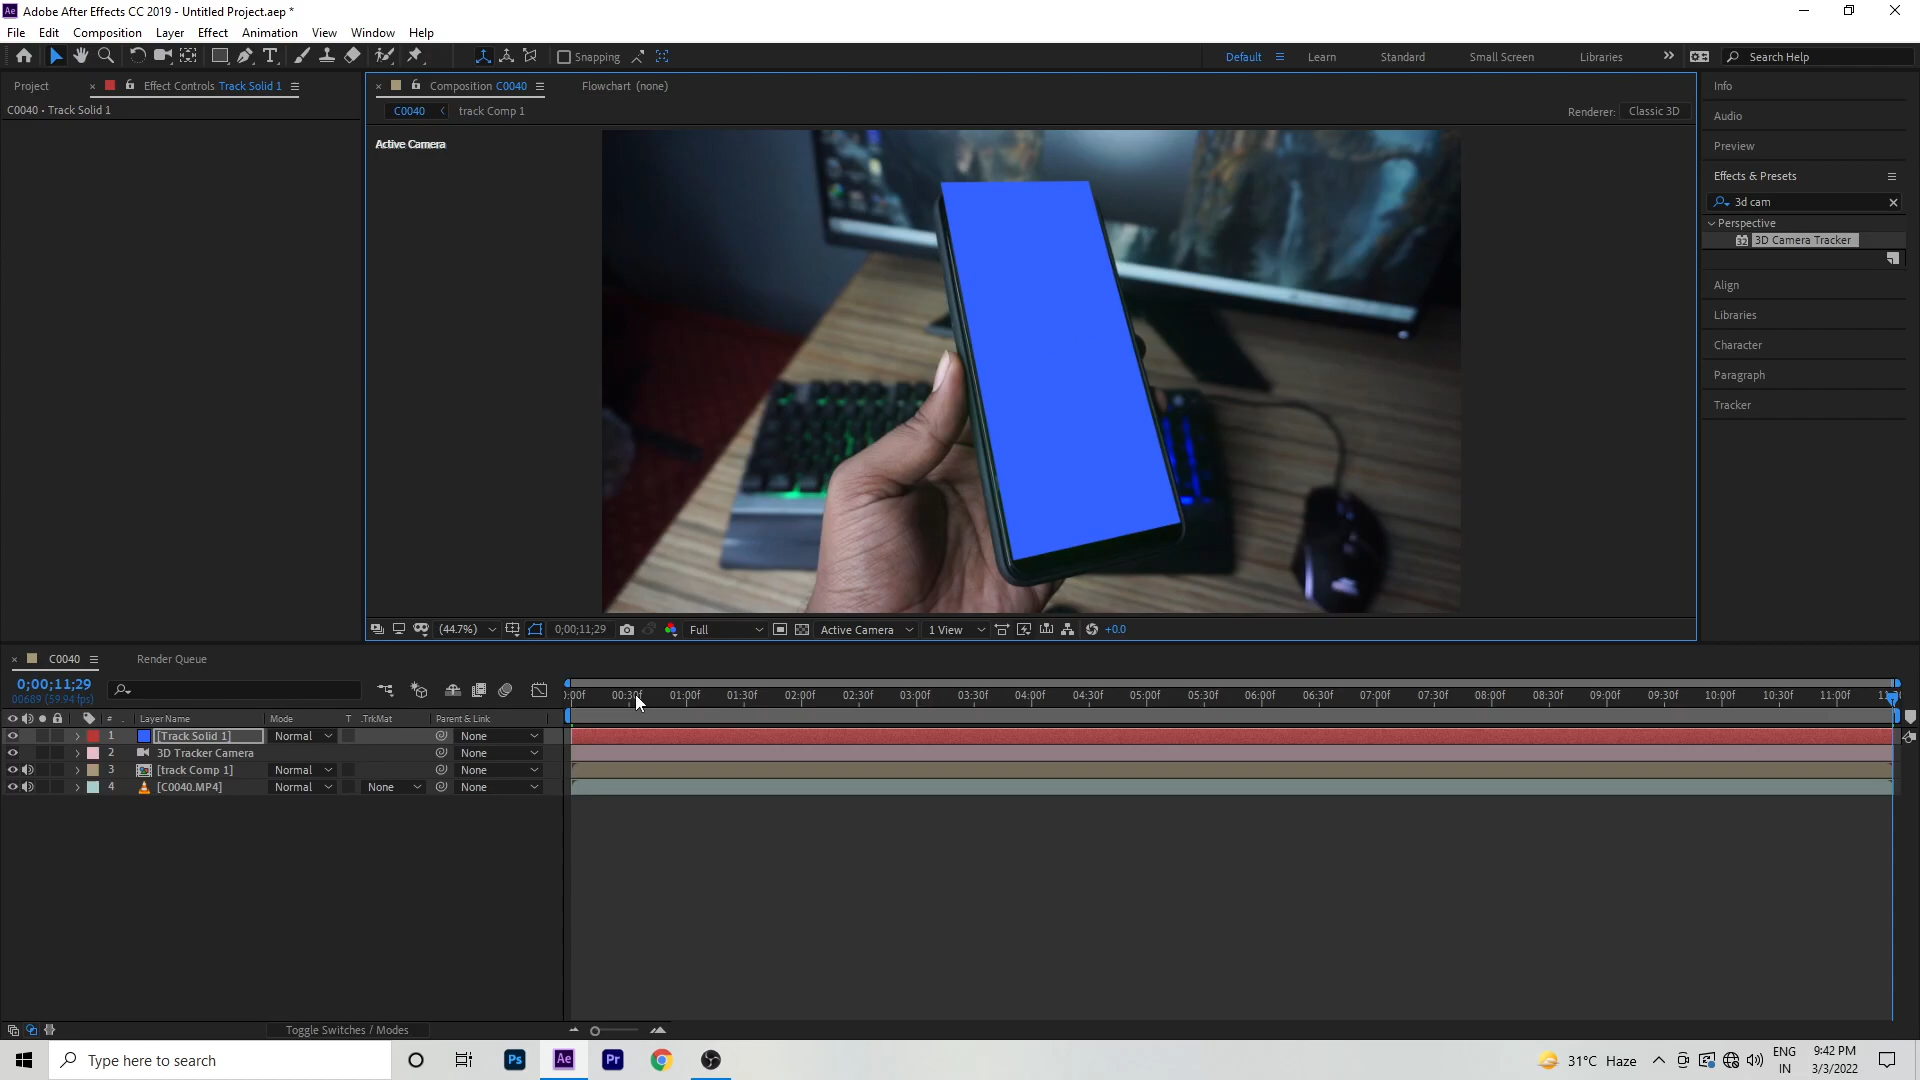 Ae Adobe After Effects CC 2019 - Untitled Project.aep *
File Edit Composition Layer Effect Animation View Window Help
Snapping Default Learn Standard Small Screen Libraries Search Help
Project Effect Controls Track Solid 1
C0040 • Track Solid 1
Composition C0040 Flowchart (none)
C0040 track Comp 1 Renderer: Classic 3D
Active Camera
(44.7%) 0;00;11;29 Full Active Camera 1 View +0.0
Info
Audio
Preview
Effects & Presets
3d cam
Perspective
32 3D Camera Tracker
Align
Libraries
Character
Paragraph
Tracker
C0040 Render Queue
0;00;11;29
00689 (59.94 fps)
00:30f 01:00f 01:30f 02:00f 02:30f 03:00f 03:30f 04:00f 04:30f 05:00f 05:30f 06:00f 06:30f 07:00f 07:30f 08:00f 08:30f 09:00f 09:30f 10:00f 10:30f 11:00f
# Layer Name Mode T .TrkMat Parent & Link
1 [Track Solid 1] Normal None
2 3D Tracker Camera None
3 [track Comp 1] Normal None
4 [C0040.MP4] Normal None None
Toggle Switches / Modes
Type here to search
Ps Ae Pr
31°C Haze
ENG
IN
9:42 PM
3/3/2022